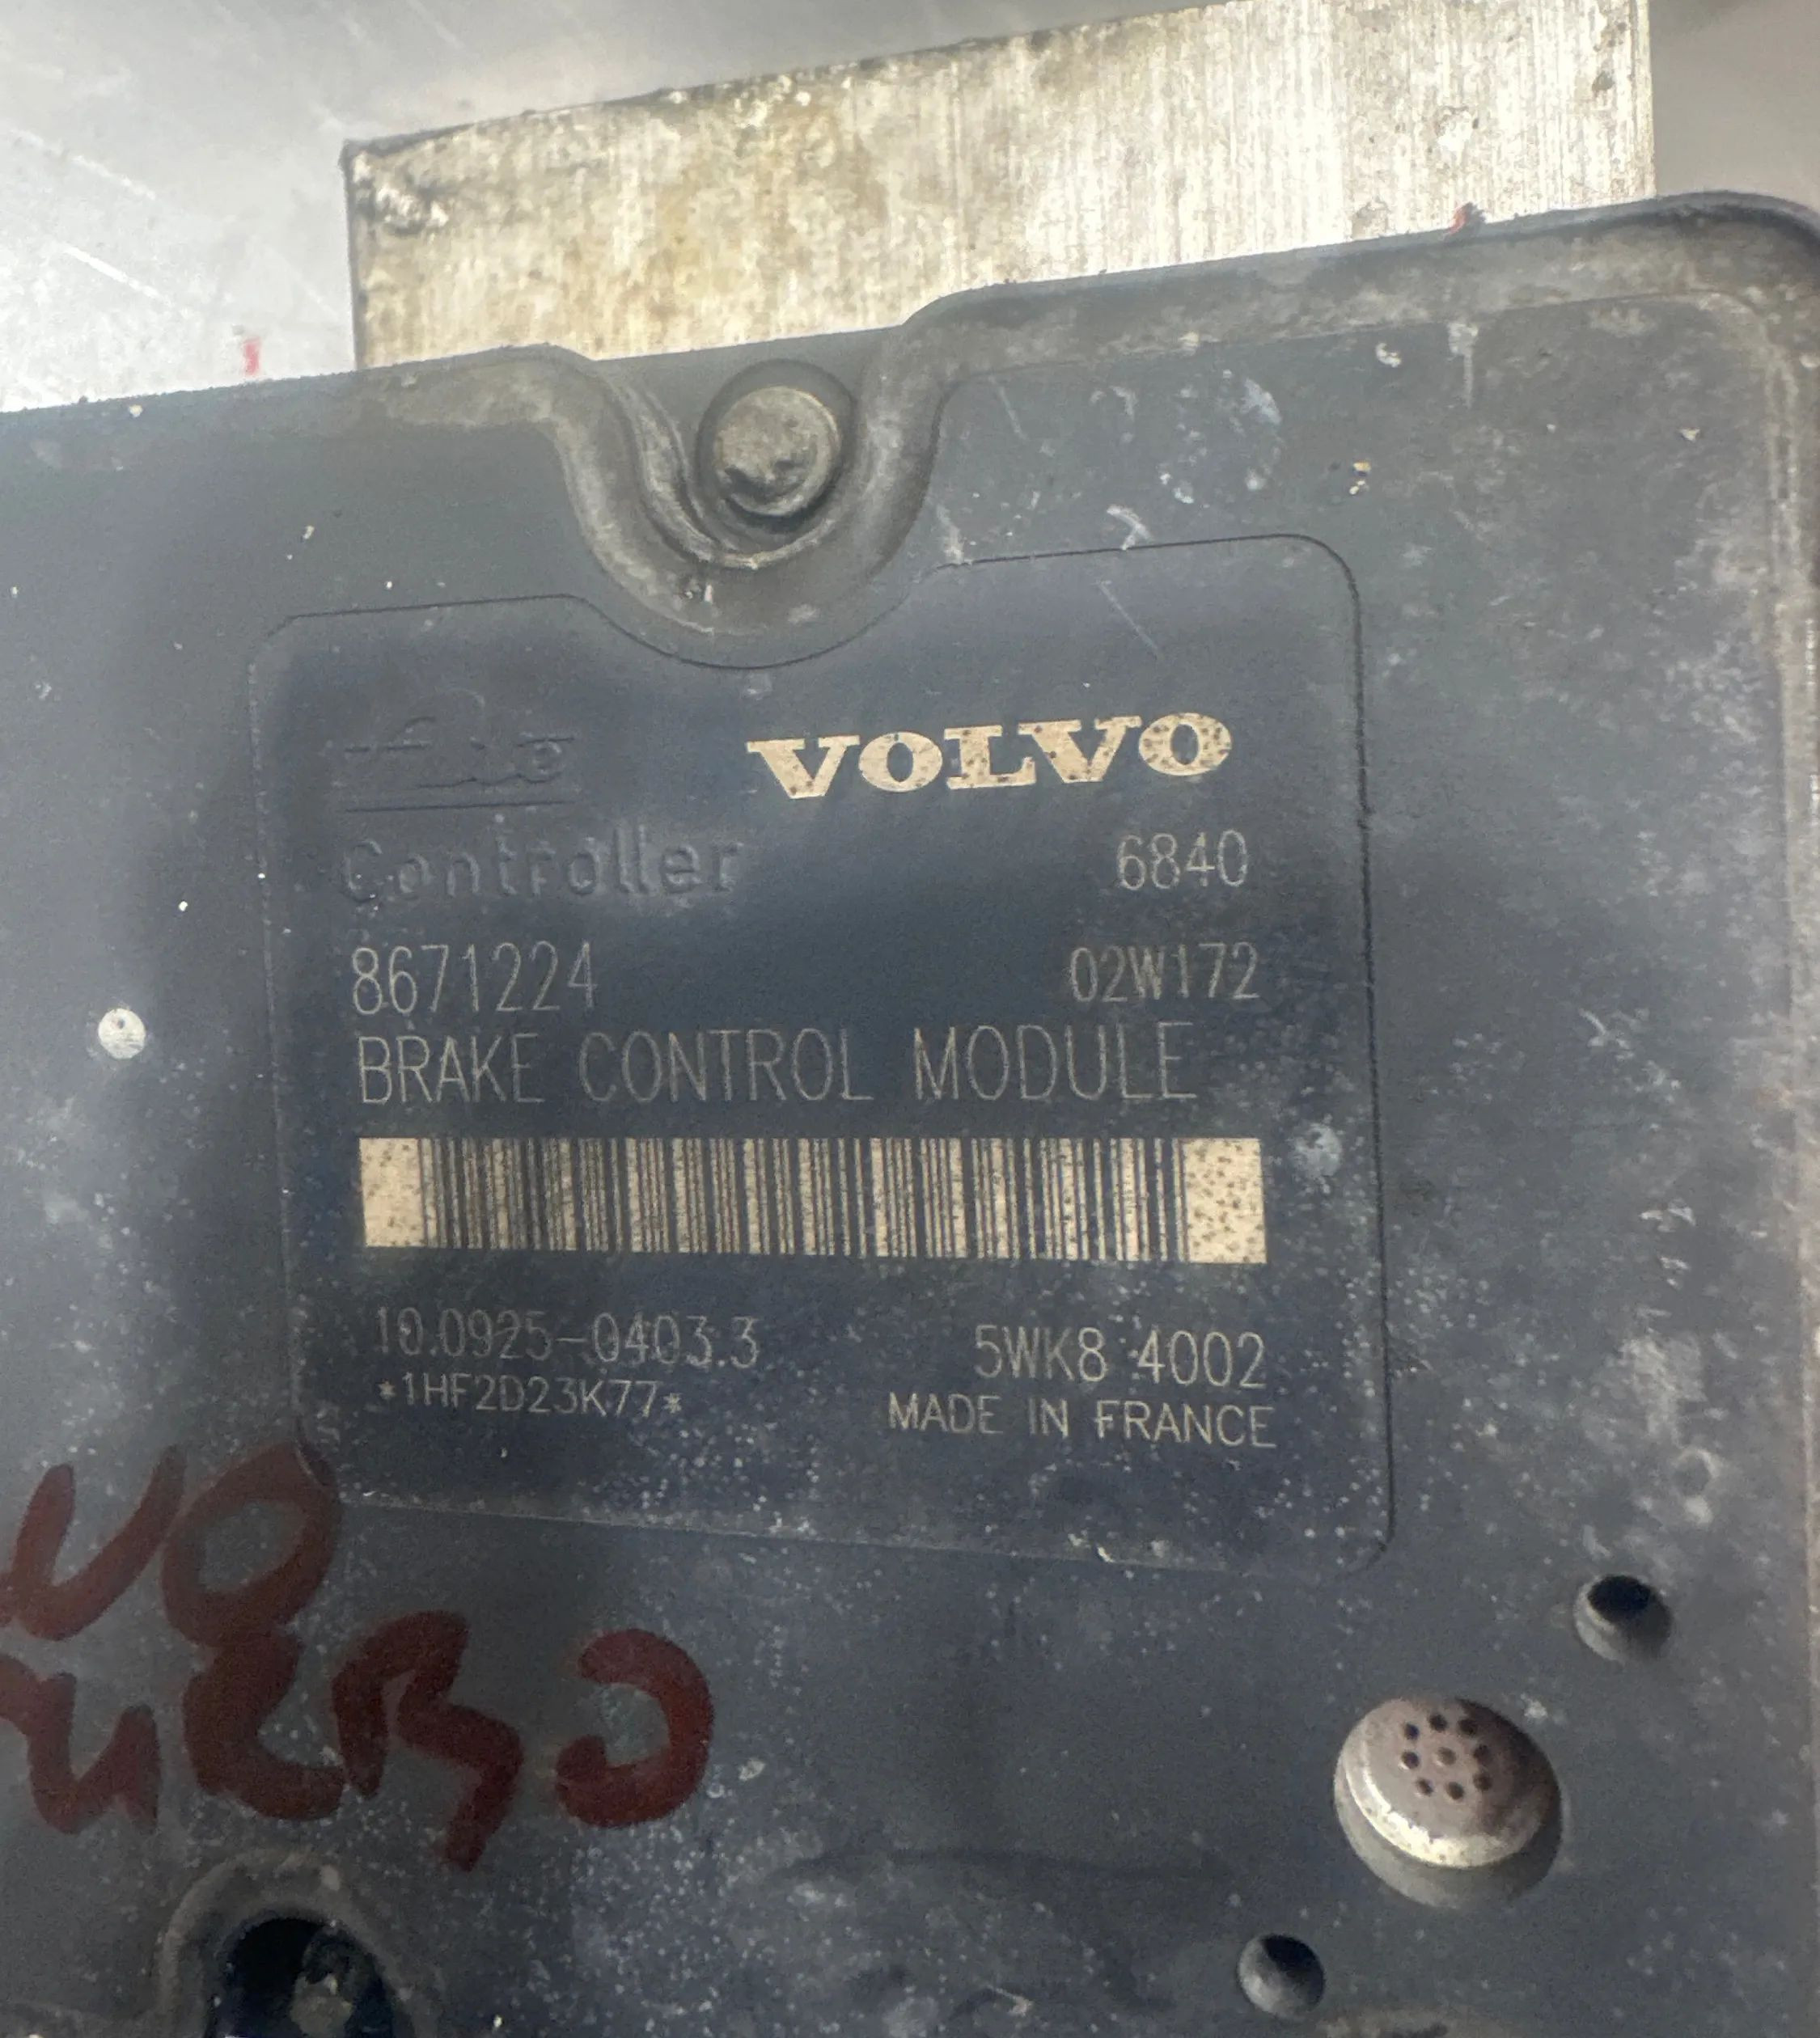 VOLVO
Controller 6840
8671224 02W172
BRAKE CONTROL MODULE
10.0925-0403.3 5WK8 4002
*1HF2D23K77* MADE IN FRANCE